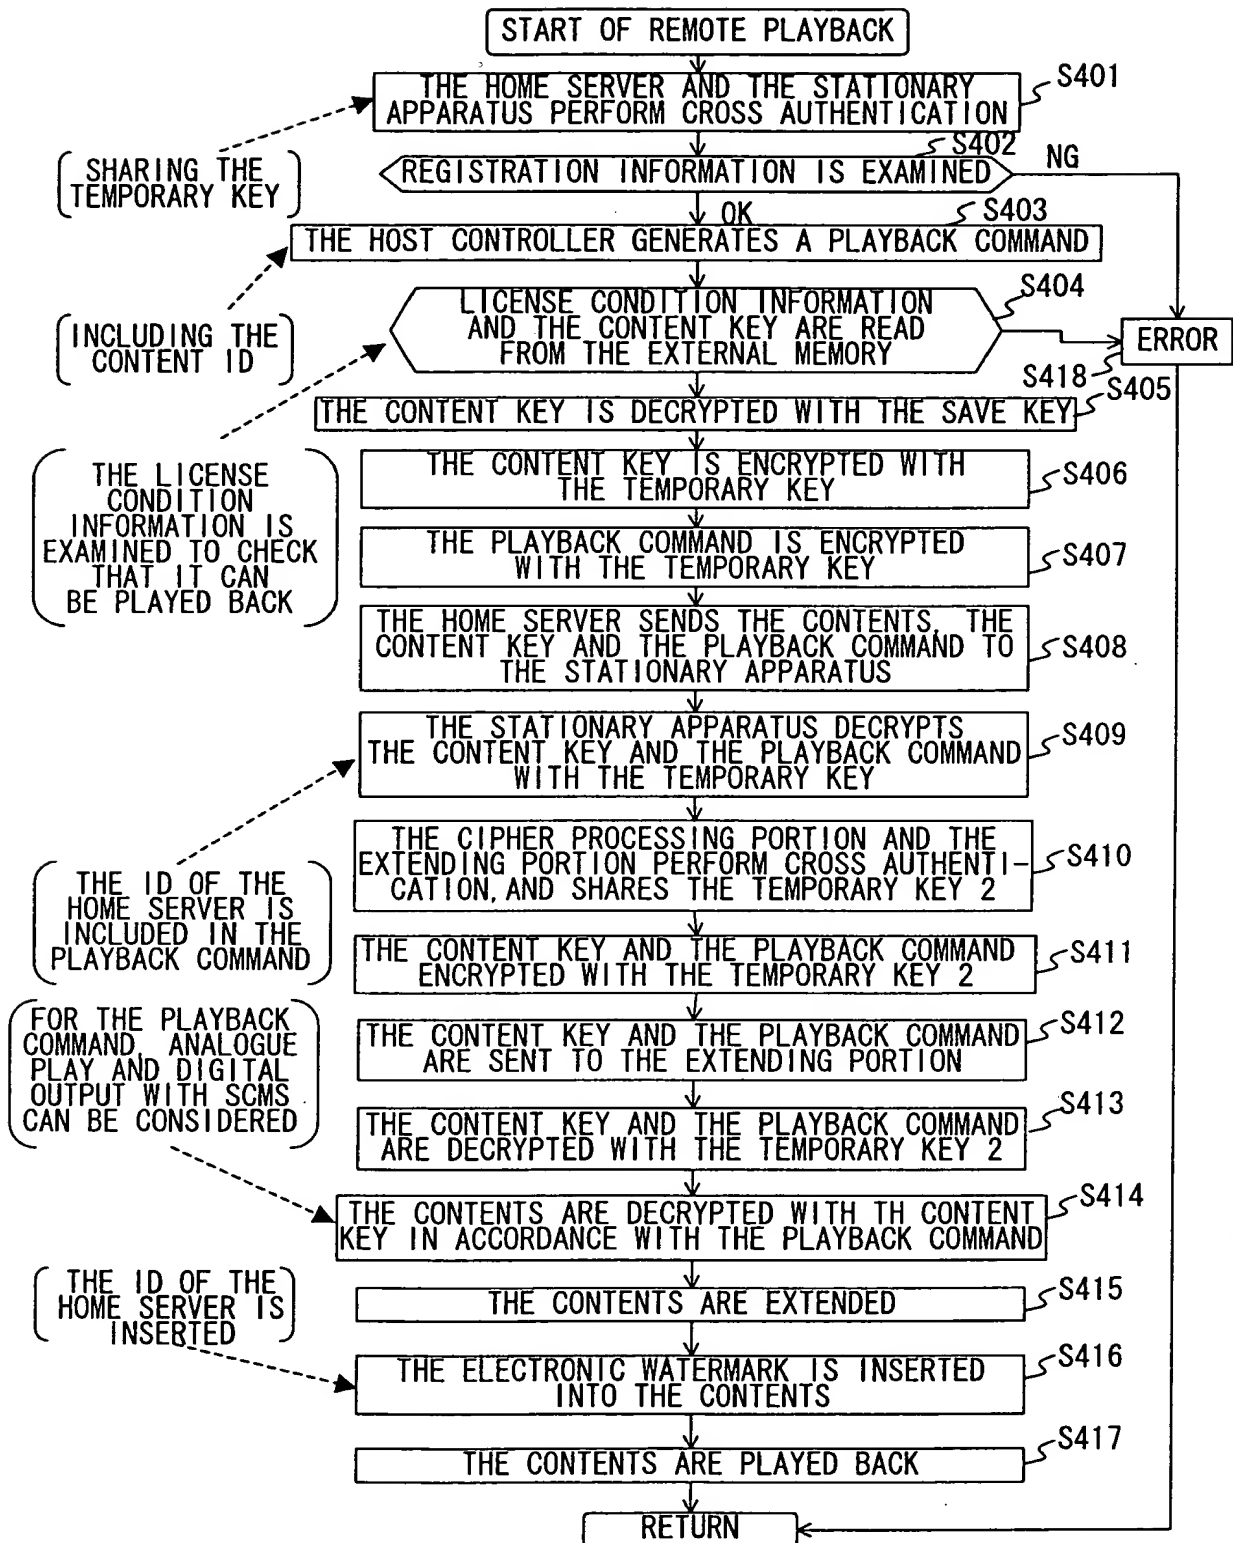 START OF REMOTE PLAYBACK
THE HOME SERVER AND THE STATIONARY
APPARATUS PERFORM CROSS AUTHENTICATION
S401
SHARING THE
TEMPORARY KEY
REGISTRATION INFORMATION IS EXAMINED
S402
NG
OK
S403
THE HOST CONTROLLER GENERATES A PLAYBACK COMMAND
INCLUDING THE
CONTENT ID
LICENSE CONDITION INFORMATION
AND THE CONTENT KEY ARE READ
FROM THE EXTERNAL MEMORY
S404
ERROR
S418
THE CONTENT KEY IS DECRYPTED WITH THE SAVE KEY
S405
THE LICENSE
CONDITION
INFORMATION IS
EXAMINED TO CHECK
THAT IT CAN
BE PLAYED BACK
THE CONTENT KEY IS ENCRYPTED WITH
THE TEMPORARY KEY
S406
THE PLAYBACK COMMAND IS ENCRYPTED
WITH THE TEMPORARY KEY
S407
THE HOME SERVER SENDS THE CONTENTS, THE
CONTENT KEY AND THE PLAYBACK COMMAND TO
THE STATIONARY APPARATUS
S408
THE STATIONARY APPARATUS DECRYPTS
THE CONTENT KEY AND THE PLAYBACK COMMAND
WITH THE TEMPORARY KEY
S409
THE ID OF THE
HOME SERVER IS
INCLUDED IN THE
PLAYBACK COMMAND
THE CIPHER PROCESSING PORTION AND THE
EXTENDING PORTION PERFORM CROSS AUTHENTI-
CATION, AND SHARES THE TEMPORARY KEY 2
S410
THE CONTENT KEY AND THE PLAYBACK COMMAND
ENCRYPTED WITH THE TEMPORARY KEY 2
S411
FOR THE PLAYBACK
COMMAND, ANALOGUE
PLAY AND DIGITAL
OUTPUT WITH SCMS
CAN BE CONSIDERED
THE CONTENT KEY AND THE PLAYBACK COMMAND
ARE SENT TO THE EXTENDING PORTION
S412
THE CONTENT KEY AND THE PLAYBACK COMMAND
ARE DECRYPTED WITH THE TEMPORARY KEY 2
S413
THE CONTENTS ARE DECRYPTED WITH TH CONTENT
KEY IN ACCORDANCE WITH THE PLAYBACK COMMAND
S414
THE ID OF THE
HOME SERVER IS
INSERTED
THE CONTENTS ARE EXTENDED
S415
THE ELECTRONIC WATERMARK IS INSERTED
INTO THE CONTENTS
S416
THE CONTENTS ARE PLAYED BACK
S417
RETURN